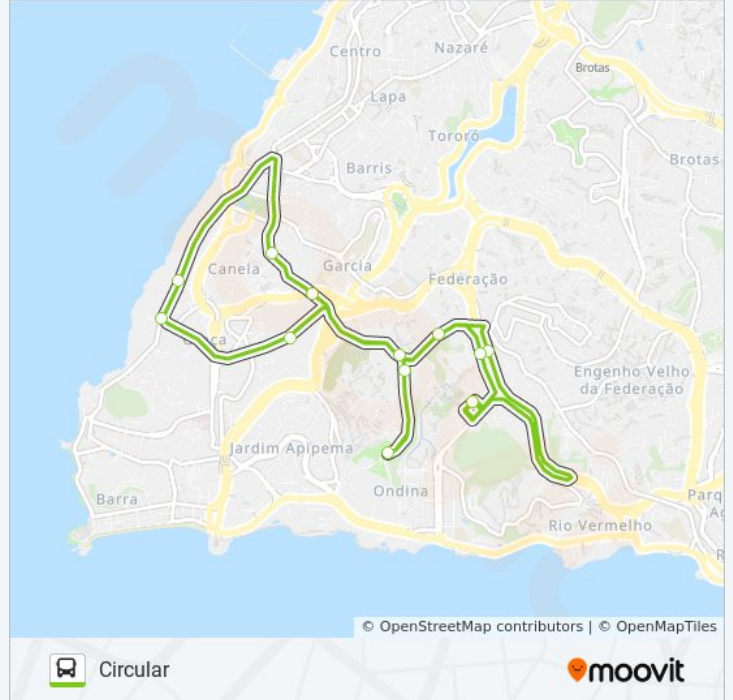 Centro
Nazaré
Brotas
Lapa
Tororó
Barris
Brotas
Canela
Garcia
Federação
Engenho Velho
da Federação
Jardim Apipema
Ondina
Barra
Rio Vermelho
Parq
© OpenStreetMap contributors | © OpenMapTiles
Circular
moovit